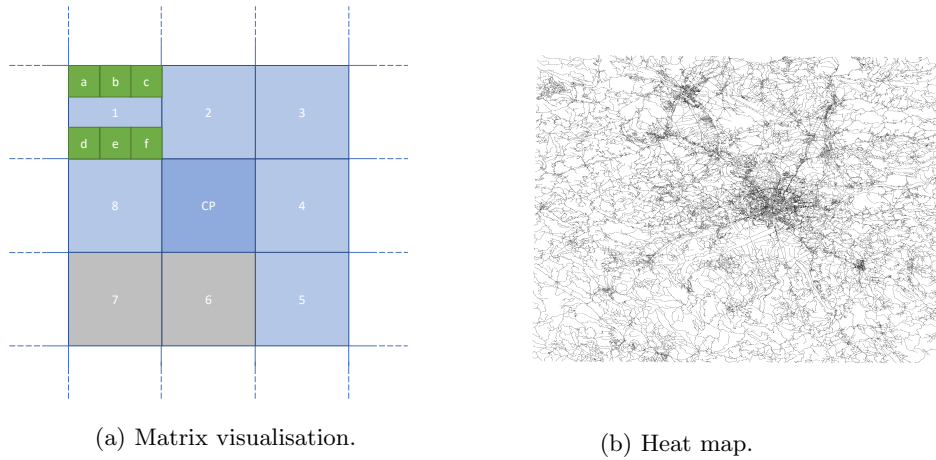 a b c
1 2 3
d e f
8 CP 4
7 6 5
(a) Matrix visualisation.
(b) Heat map.